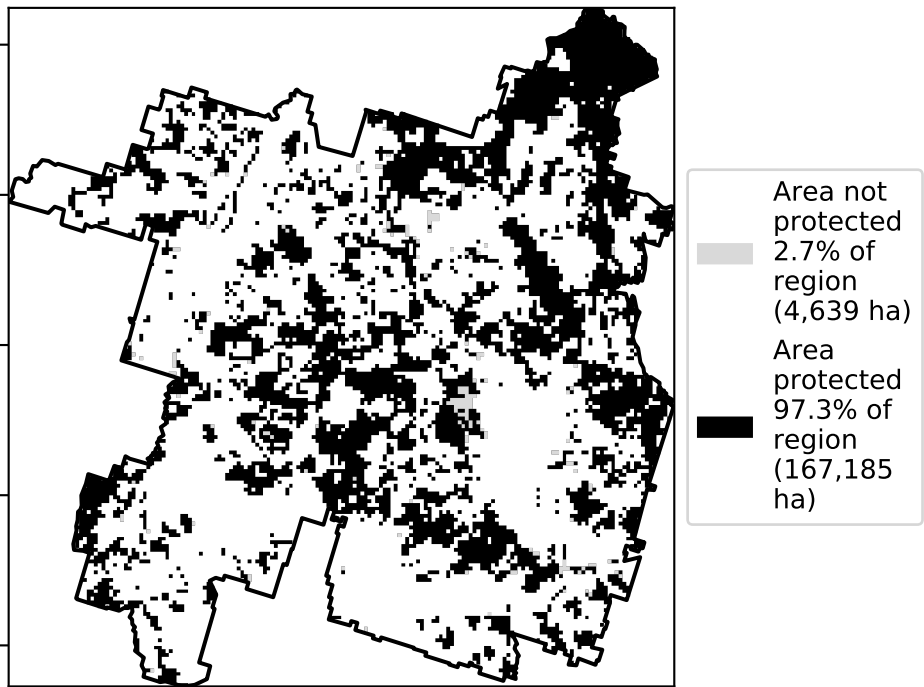 Area not
protected
2.7% of
region
(4,639 ha)
Area
protected
97.3% of
region
(167,185
ha)